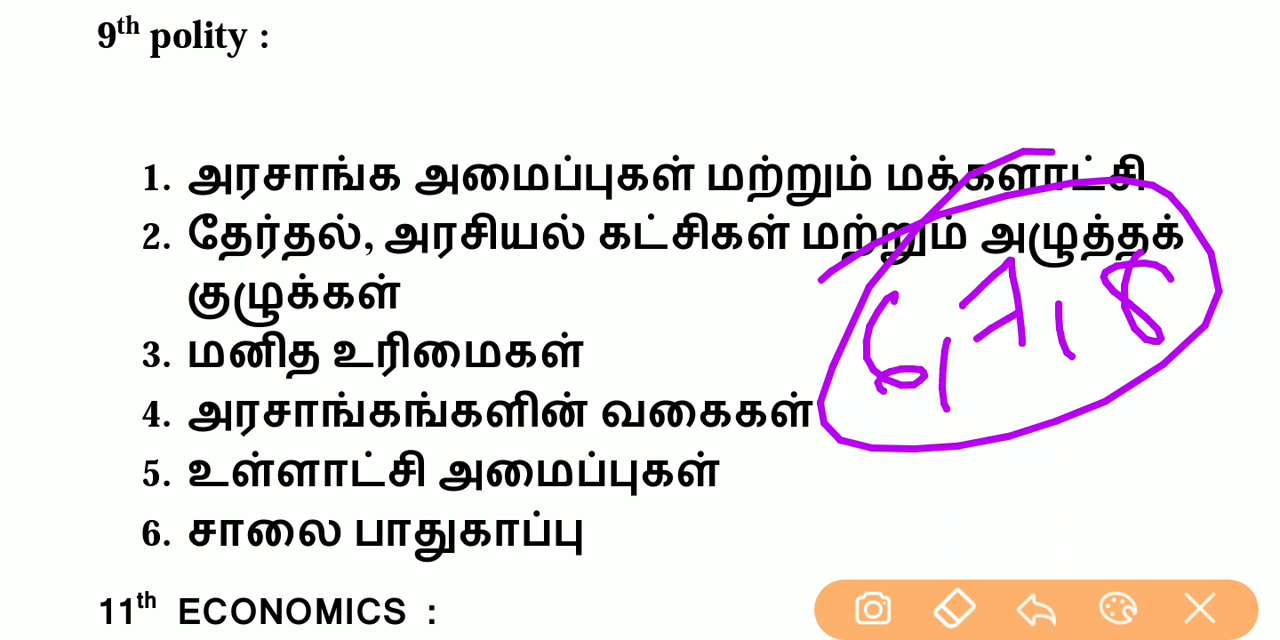 9th polity :
1. அரசாங்க அமைப்புகள் மற்றும் மக்களாட்சி
2. தேர்தல், அரசியல் கட்சிகள் மற்றும் அழுத்தக்
குழுக்கள்
6,7,8
3. மனித உரிமைகள்
4. அரசாங்கங்களின் வகைகள்
5. உள்ளாட்சி அமைப்புகள்
6. சாலை பாதுகாப்பு
11th ECONOMICS :